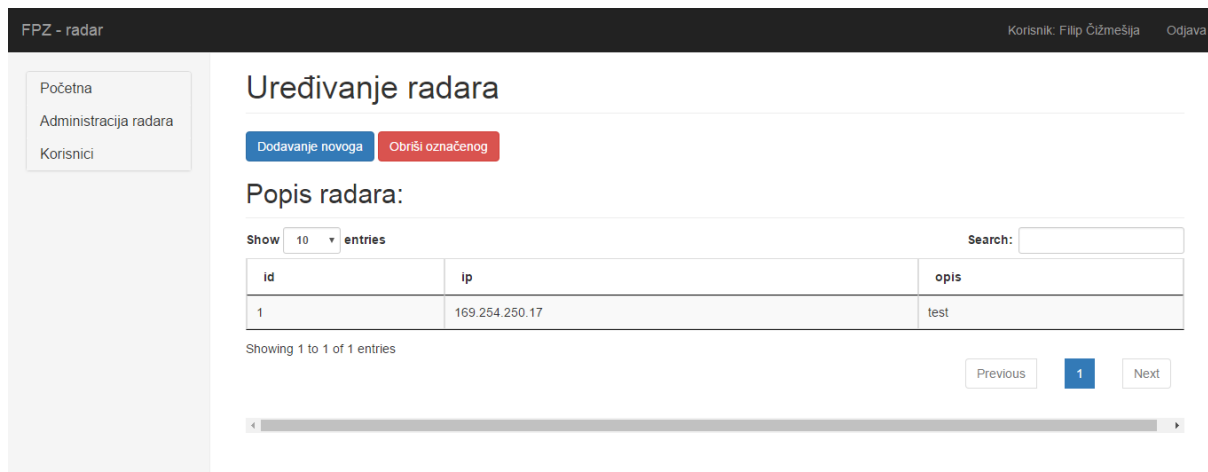 FPZ - radar
Korisnik: Filip Čižmešija
Odjava
Početna
Administracija radara
Korisnici
Uređivanje radara
Dodavanje novoga
Obriši označenog
Popis radara:
Show 10 entries
Search:
id ip opis
1 169.254.250.17 test
Showing 1 to 1 of 1 entries
Previous 1 Next